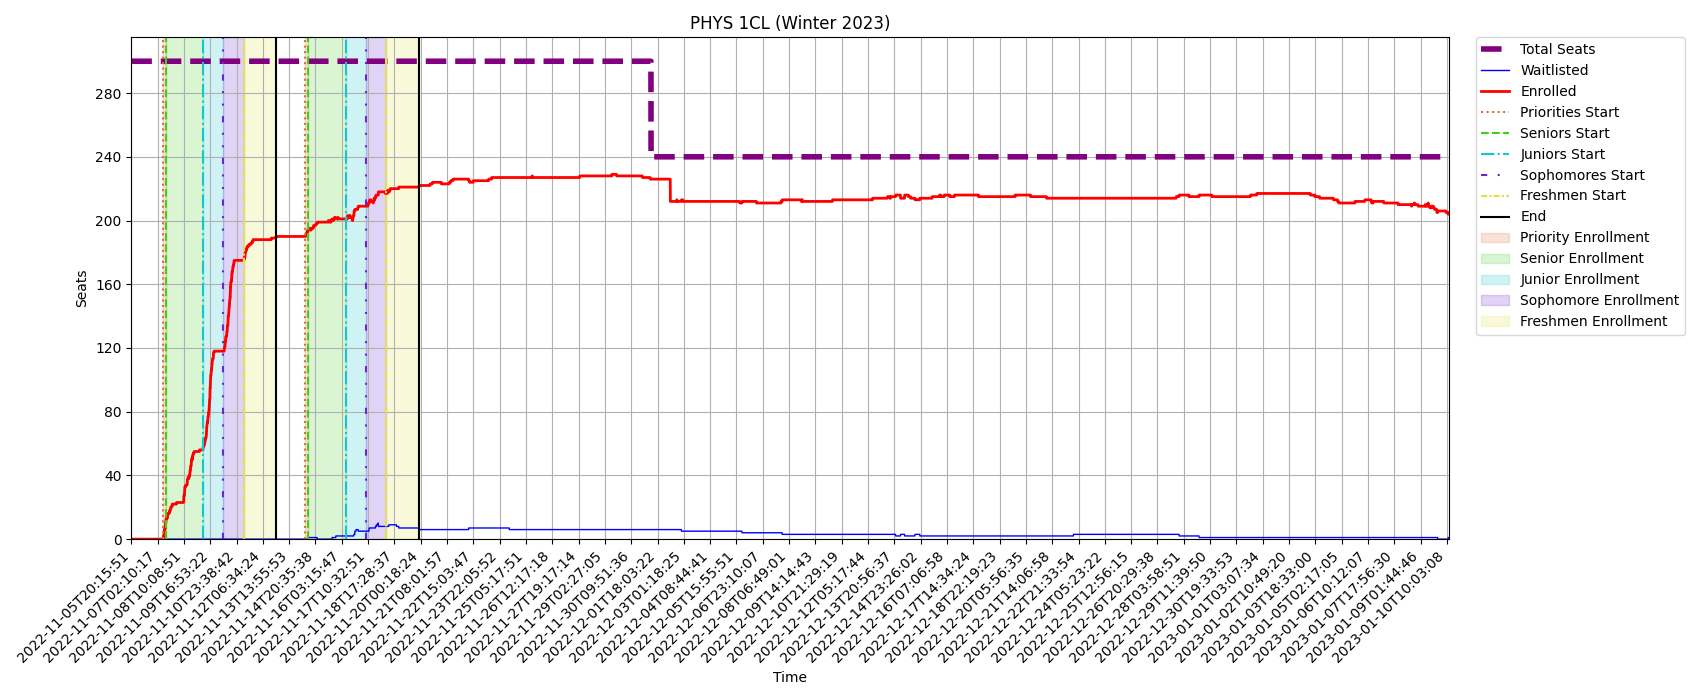 PHYS 1CL (Winter 2023)
Seats
280
240
200
160
120
80
40
0
2022-11-05T20:15:51
2022-11-07T02:10:17
2022-11-08T10:08:51
2022-11-09T16:53:22
2022-11-10T23:38:42
2022-11-12T06:34:24
2022-11-13T13:55:53
2022-11-14T20:35:38
2022-11-16T03:15:47
2022-11-17T10:32:51
2022-11-18T17:28:37
2022-11-20T00:18:24
2022-11-21T08:01:57
2022-11-22T15:03:47
2022-11-23T22:05:52
2022-11-25T05:17:51
2022-11-26T12:17:18
2022-11-27T19:17:14
2022-11-29T02:27:05
2022-11-30T09:51:36
2022-12-01T18:03:22
2022-12-03T01:18:25
2022-12-04T08:44:41
2022-12-05T15:55:51
2022-12-06T23:10:07
2022-12-08T06:49:01
2022-12-09T14:14:43
2022-12-10T21:29:19
2022-12-12T05:17:44
2022-12-13T20:56:37
2022-12-14T23:26:02
2022-12-16T07:06:58
2022-12-17T14:34:24
2022-12-18T22:19:23
2022-12-20T05:56:35
2022-12-21T14:06:58
2022-12-22T21:33:54
2022-12-24T05:23:22
2022-12-25T12:56:15
2022-12-26T20:29:38
2022-12-28T03:58:51
2022-12-29T11:39:50
2022-12-30T19:33:53
2023-01-01T03:07:34
2023-01-02T10:49:20
2023-01-03T18:33:00
2023-01-05T02:17:05
2023-01-06T10:12:07
2023-01-07T17:56:30
2023-01-09T01:44:46
2023-01-10T10:03:08
Time
Total Seats
Waitlisted
Enrolled
Priorities Start
Seniors Start
Juniors Start
Sophomores Start
Freshmen Start
End
Priority Enrollment
Senior Enrollment
Junior Enrollment
Sophomore Enrollment
Freshmen Enrollment